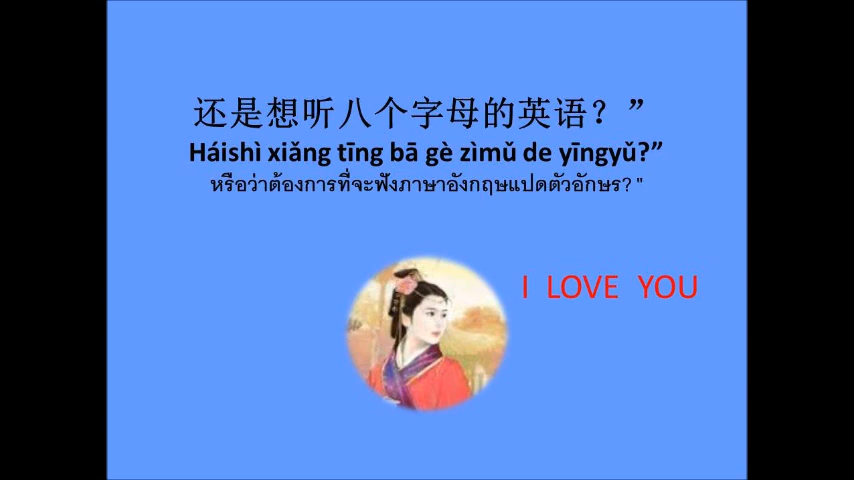 还是想听八个字母的英语？”
Háishì xiǎng tīng bā gè zìmǔ de yīngyǔ?”
หรือว่าต้องการที่จะฟังภาษาอังกฤษแปดตัวอักษร? "
I LOVE YOU